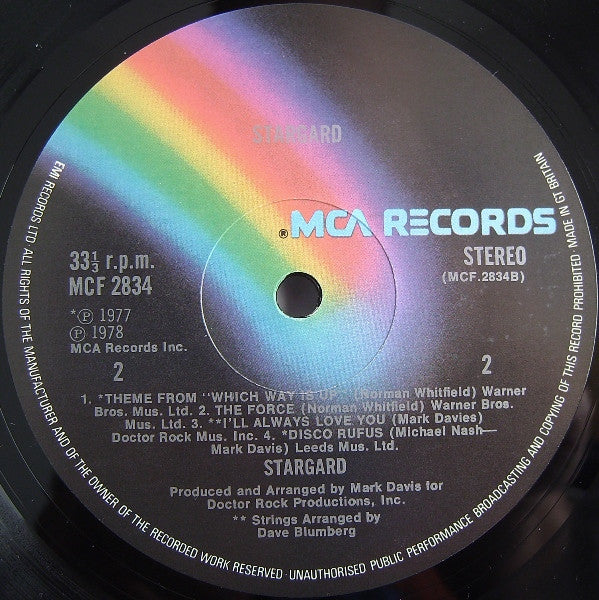 STARGARD
® MCA RECORDS
33⅓ r.p.m.
MCF 2834
STEREO
(MCF.2834B)
*℗ 1977
℗ 1978
MCA Records Inc.
2
2
1. *THEME FROM "WHICH WAY IS UP" (Norman Whitfield) Warner
Bros. Mus. Ltd. 2. THE FORCE (Norman Whitfield) Warner Bros.
Mus. Ltd. 3. **I'LL ALWAYS LOVE YOU (Mark Davies)
Doctor Rock Mus. Inc. 4. *DISCO RUFUS (Michael Nash—
Mark Davis) Leeds Mus. Ltd.
STARGARD
Produced and Arranged by Mark Davis for
Doctor Rock Productions, Inc.
** Strings Arranged by
Dave Blumberg
EMI RECORDS LTD ALL RIGHTS OF THE MANUFACTURER AND OF THE OWNER OF THE RECORDED WORK RESERVED · UNAUTHORISED PUBLIC PERFORMANCE BROADCASTING AND COPYING OF THIS RECORD PROHIBITED MADE IN GT BRITAIN